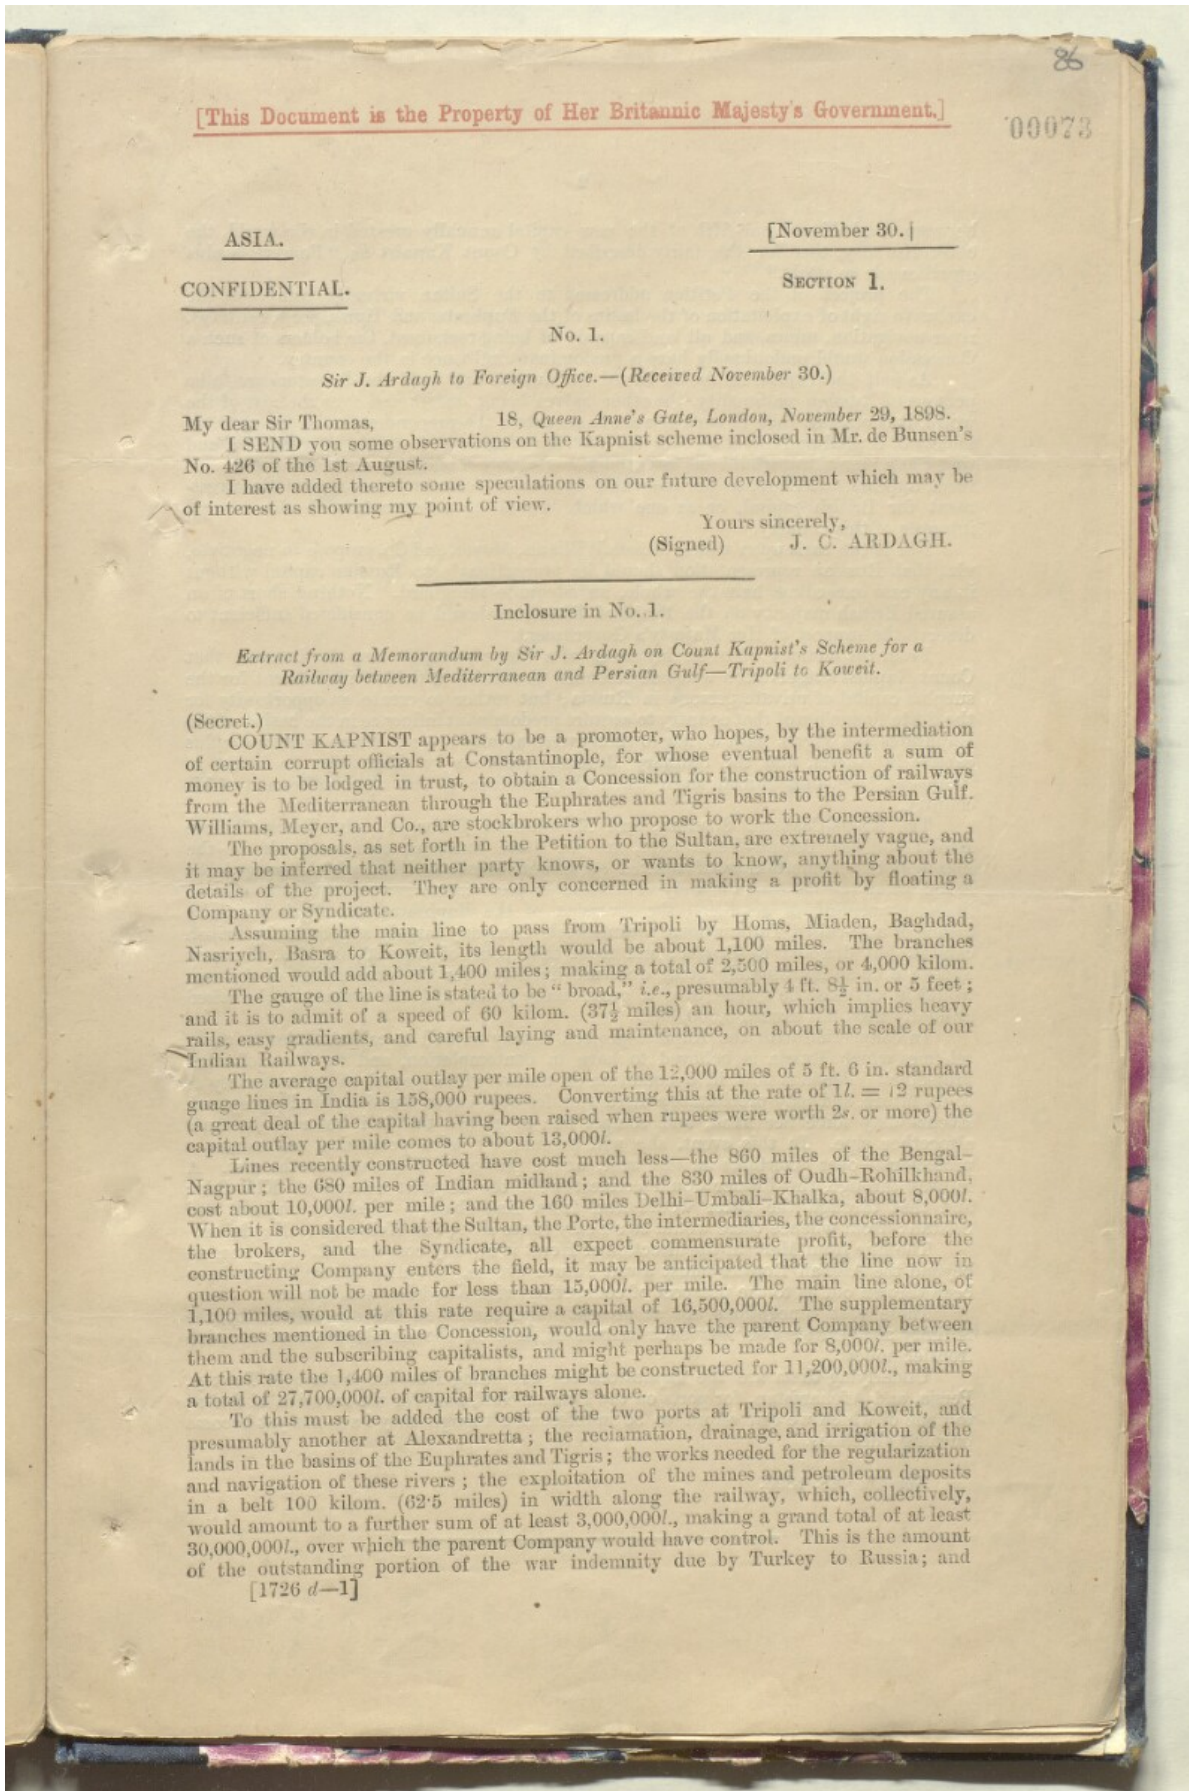 86
[This Document is the Property of Her Britannic Majesty's Government.]
00073
ASIA.
[November 30.]
CONFIDENTIAL.
SECTION 1.
No. 1.
Sir J. Ardagh to Foreign Office.—(Received November 30.)
My dear Sir Thomas, 18, Queen Anne's Gate, London, November 29, 1898.
I SEND you some observations on the Kapnist scheme inclosed in Mr. de Bunsen's
No. 426 of the 1st August.
I have added thereto some speculations on our future development which may be
of interest as showing my point of view.
Yours sincerely,
(Signed) J. C. ARDAGH.
Inclosure in No. 1.
Extract from a Memorandum by Sir J. Ardagh on Count Kapnist's Scheme for a
Railway between Mediterranean and Persian Gulf—Tripoli to Koweit.
(Secret.)
COUNT KAPNIST appears to be a promoter, who hopes, by the intermediation
of certain corrupt officials at Constantinople, for whose eventual benefit a sum of
money is to be lodged in trust, to obtain a Concession for the construction of railways
from the Mediterranean through the Euphrates and Tigris basins to the Persian Gulf.
Williams, Meyer, and Co., are stockbrokers who propose to work the Concession.
The proposals, as set forth in the Petition to the Sultan, are extremely vague, and
it may be inferred that neither party knows, or wants to know, anything about the
details of the project. They are only concerned in making a profit by floating a
Company or Syndicate.
Assuming the main line to pass from Tripoli by Homs, Miaden, Baghdad,
Nasriyeh, Basra to Koweit, its length would be about 1,100 miles. The branches
mentioned would add about 1,400 miles; making a total of 2,500 miles, or 4,000 kilom.
The gauge of the line is stated to be "broad," i.e., presumably 4 ft. 8½ in. or 5 feet;
and it is to admit of a speed of 60 kilom. (37½ miles) an hour, which implies heavy
rails, easy gradients, and careful laying and maintenance, on about the scale of our
Indian Railways.
The average capital outlay per mile open of the 12,000 miles of 5 ft. 6 in. standard
guage lines in India is 158,000 rupees. Converting this at the rate of 1l. = 12 rupees
(a great deal of the capital having been raised when rupees were worth 2s. or more) the
capital outlay per mile comes to about 13,000l.
Lines recently constructed have cost much less—the 860 miles of the Bengal-
Nagpur; the 680 miles of Indian midland; and the 830 miles of Oudh-Rohilkhand,
cost about 10,000l. per mile; and the 160 miles Delhi-Umbali-Khalka, about 8,000l.
When it is considered that the Sultan, the Porte, the intermediaries, the concessionnaire,
the brokers, and the Syndicate, all expect commensurate profit, before the
constructing Company enters the field, it may be anticipated that the line now in
question will not be made for less than 15,000l. per mile. The main line alone, of
1,100 miles, would at this rate require a capital of 16,500,000l. The supplementary
branches mentioned in the Concession, would only have the parent Company between
them and the subscribing capitalists, and might perhaps be made for 8,000l. per mile.
At this rate the 1,400 miles of branches might be constructed for 11,200,000l., making
a total of 27,700,000l. of capital for railways alone.
To this must be added the cost of the two ports at Tripoli and Koweit, and
presumably another at Alexandretta; the reclamation, drainage, and irrigation of the
lands in the basins of the Euphrates and Tigris; the works needed for the regularization
and navigation of these rivers; the exploitation of the mines and petroleum deposits
in a belt 100 kilom. (62·5 miles) in width along the railway, which, collectively,
would amount to a further sum of at least 3,000,000l., making a grand total of at least
30,000,000l., over which the parent Company would have control. This is the amount
of the outstanding portion of the war indemnity due by Turkey to Russia; and
[1726 d—1]